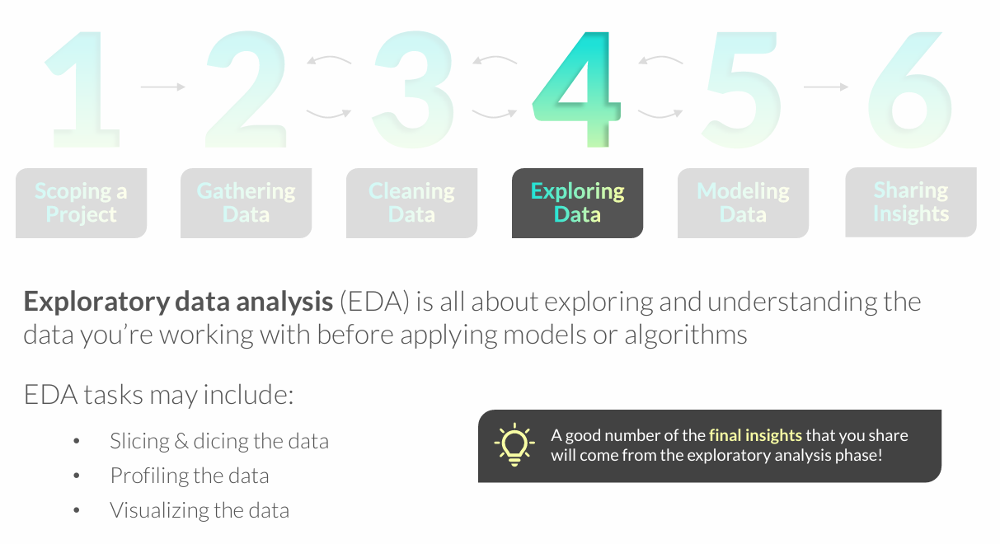 1 2 3 4 5 6
Scoping a
Project
Gathering
Data
Cleaning
Data
Exploring
Data
Modeling
Data
Sharing
Insights
Exploratory data analysis (EDA) is all about exploring and understanding the
data you’re working with before applying models or algorithms
EDA tasks may include:
• Slicing & dicing the data
• Profiling the data
• Visualizing the data
A good number of the final insights that you share
will come from the exploratory analysis phase!